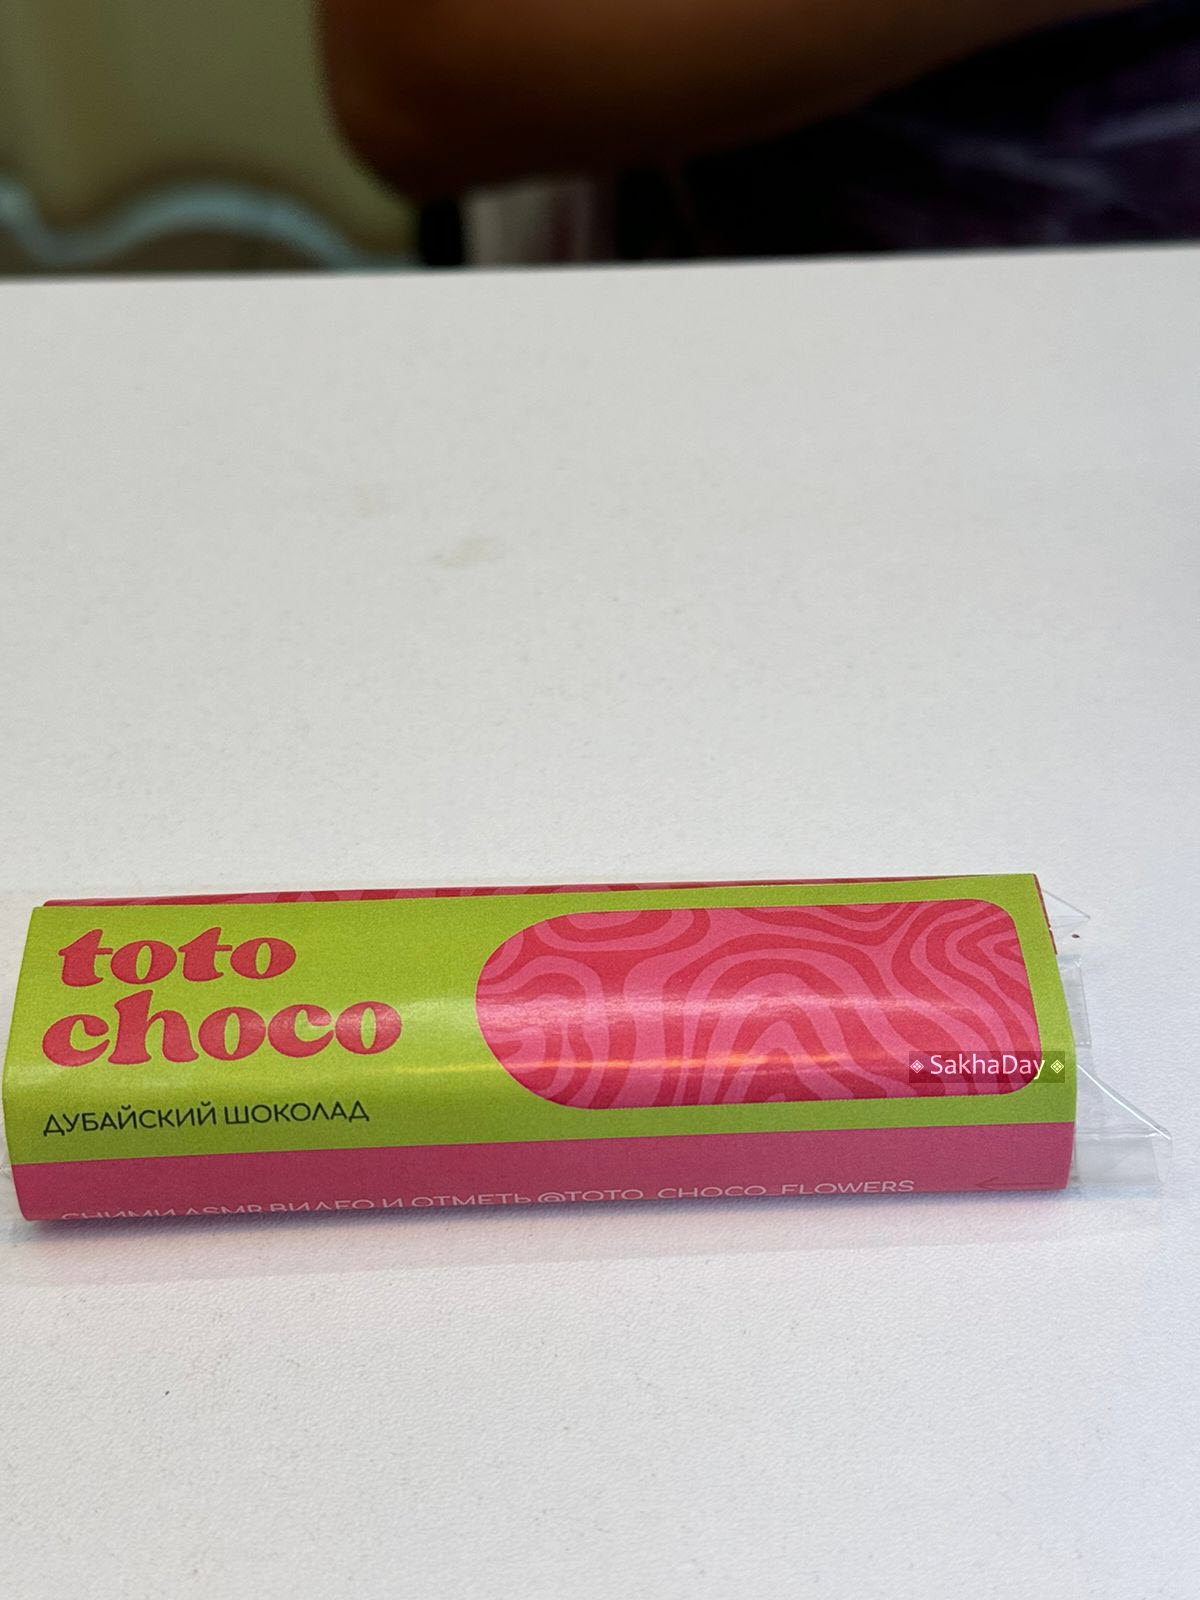 toto
choco
ДУБАЙСКИЙ ШОКОЛАД
СНИМИ ASMR ВИДЕО И ОТМЕТЬ @TOTO_CHOCO_FLOWERS
SakhaDay